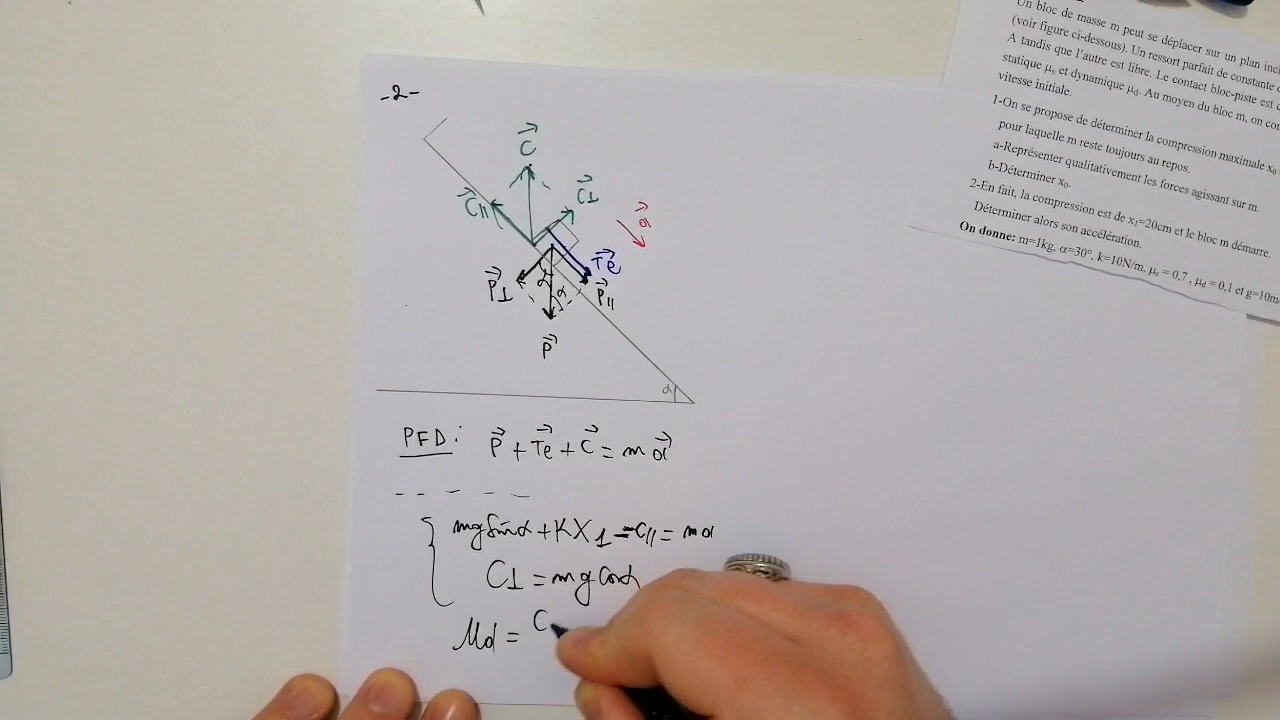 -2-
C⃗
C⃗∥
C⃗⊥
a⃗
T⃗e
P⃗⊥
α
α
P⃗∥
P⃗
α
PFD: P⃗ + T⃗e + C⃗ = m a⃗
mg sinα + KX1 - C∥ = ma
C⊥ = mg cosα
μd = C
Un bloc de masse m peut se déplacer sur un plan
(voir figure ci-dessous). Un ressort parfait de constante
A tandis que l'autre est libre. Le contact bloc-piste est
statique μs et dynamique μd. Au moyen du bloc m, on
vitesse initiale.
1-On se propose de déterminer la compression maximale x0
pour laquelle m reste toujours au repos.
a-Représenter qualitativement les forces agissant sur m.
b-Déterminer x0.
2-En fait, la compression est de x1=20cm et le bloc m démarre.
Déterminer alors son accélération.
On donne: m=1kg, α=30°, k=10N/m, μs = 0,7 , μd = 0,1 et g=10m/